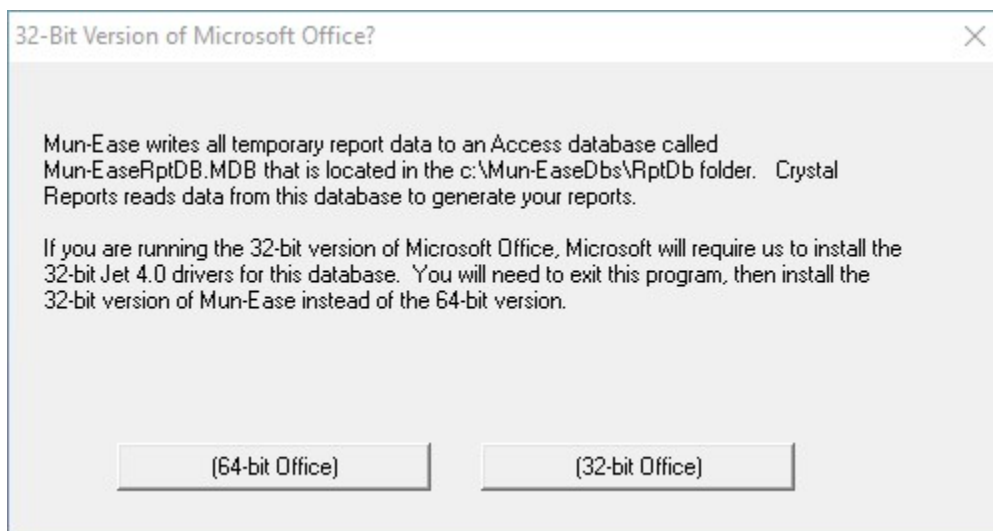 32-Bit Version of Microsoft Office?
Mun-Ease writes all temporary report data to an Access database called
Mun-EaseRptDB.MDB that is located in the c:\Mun-EaseDbs\RptDb folder.   Crystal
Reports reads data from this database to generate your reports.
If you are running the 32-bit version of Microsoft Office, Microsoft will require us to install the
32-bit Jet 4.0 drivers for this database.  You will need to exit this program, then install the
32-bit version of Mun-Ease instead of the 64-bit version.
(64-bit Office)
(32-bit Office)